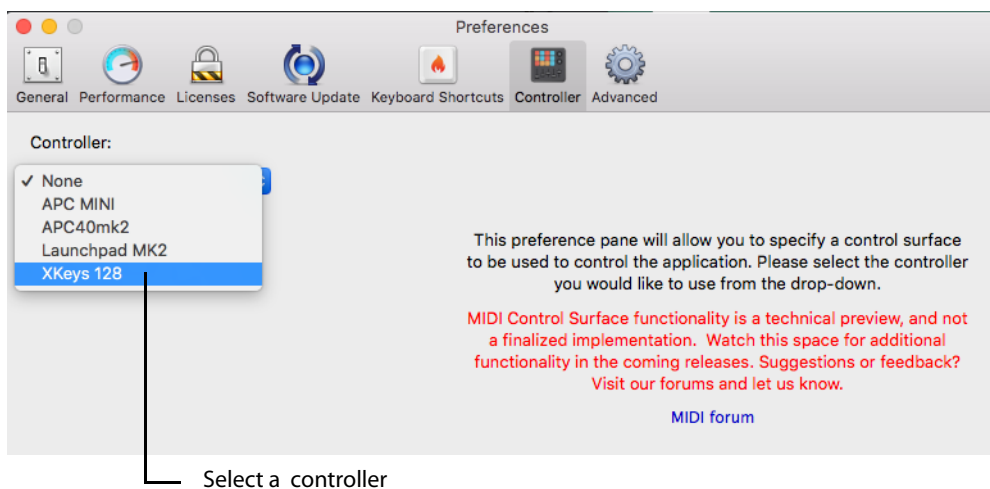 Preferences
General Performance Licenses Software Update Keyboard Shortcuts Controller Advanced
Controller:
✓ None
APC MINI
APC40mk2
Launchpad MK2
XKeys 128
This preference pane will allow you to specify a control surface
to be used to control the application. Please select the controller
you would like to use from the drop-down.
MIDI Control Surface functionality is a technical preview, and not
a finalized implementation.  Watch this space for additional
functionality in the coming releases. Suggestions or feedback?
Visit our forums and let us know.
MIDI forum
Select a  controller